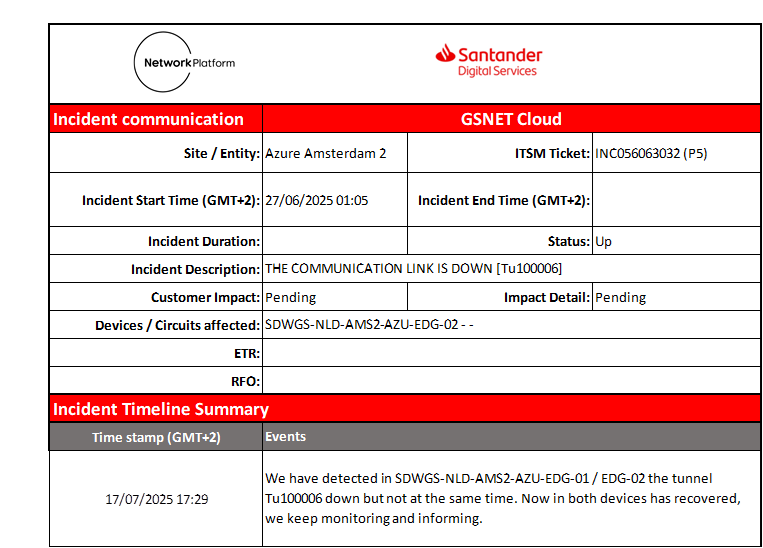 NetworkPlatform
Santander
Digital Services
Incident communication GSNET Cloud
Site / Entity: Azure Amsterdam 2 ITSM Ticket: INC056063032 (P5)
Incident Start Time (GMT+2): 27/06/2025 01:05 Incident End Time (GMT+2):
Incident Duration: Status: Up
Incident Description: THE COMMUNICATION LINK IS DOWN [Tu100006]
Customer Impact: Pending Impact Detail: Pending
Devices / Circuits affected: SDWGS-NLD-AMS2-AZU-EDG-02 - -
ETR:
RFO:
Incident Timeline Summary
Time stamp (GMT+2) Events
17/07/2025 17:29 We have detected in SDWGS-NLD-AMS2-AZU-EDG-01 / EDG-02 the tunnel
Tu100006 down but not at the same time. Now in both devices has recovered,
we keep monitoring and informing.